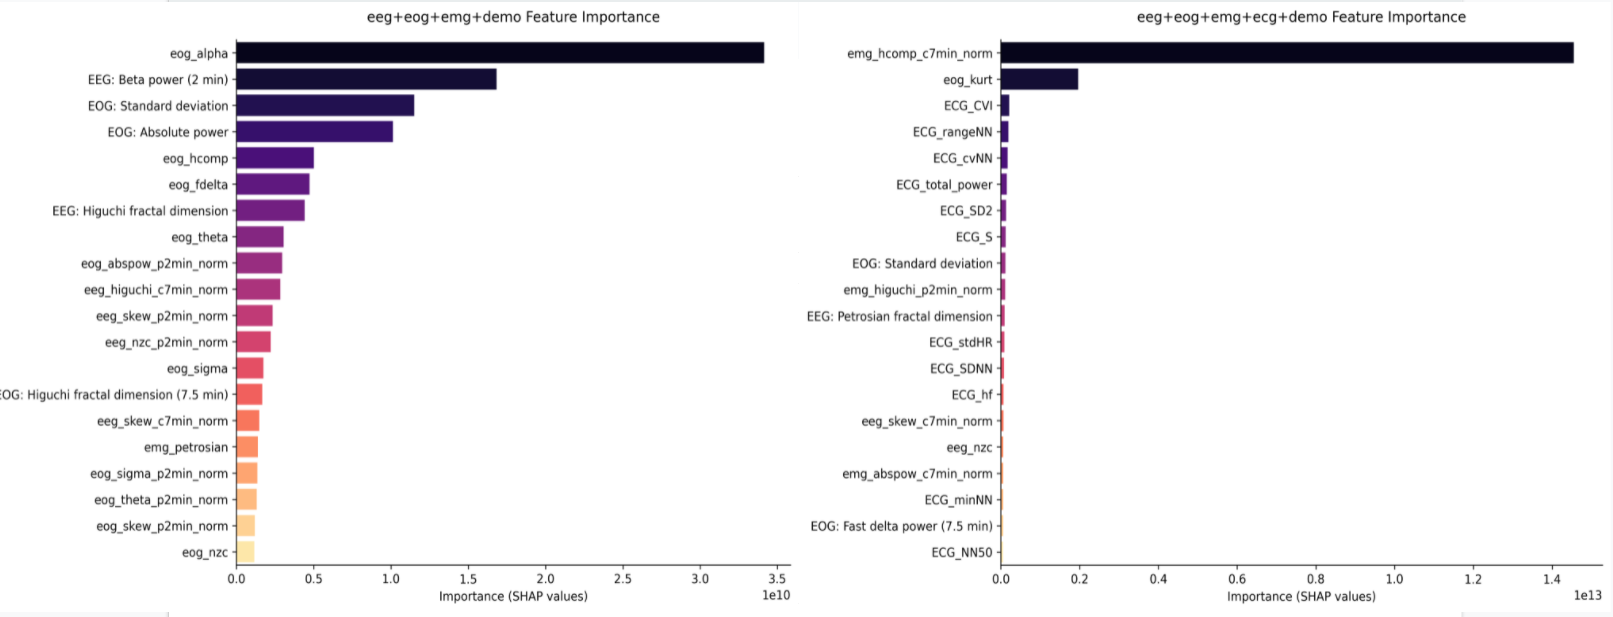 eeg+eog+emg+demo Feature Importance
eog_alpha
EEG: Beta power (2 min)
EOG: Standard deviation
EOG: Absolute power
eog_hcomp
eog_fdelta
EEG: Higuchi fractal dimension
eog_theta
eog_abspow_p2min_norm
eeg_higuchi_c7min_norm
eeg_skew_p2min_norm
eeg_nzc_p2min_norm
eog_sigma
EOG: Higuchi fractal dimension (7.5 min)
eeg_skew_c7min_norm
emg_petrosian
eog_sigma_p2min_norm
eog_theta_p2min_norm
eog_skew_p2min_norm
eog_nzc
0.0 0.5 1.0 1.5 2.0 2.5 3.0 3.5
1e10
Importance (SHAP values)
eeg+eog+emg+ecg+demo Feature Importance
emg_hcomp_c7min_norm
eog_kurt
ECG_CVI
ECG_rangeNN
ECG_cvNN
ECG_total_power
ECG_SD2
ECG_S
EOG: Standard deviation
emg_higuchi_p2min_norm
EEG: Petrosian fractal dimension
ECG_stdHR
ECG_SDNN
ECG_hf
eeg_skew_c7min_norm
eeg_nzc
emg_abspow_c7min_norm
ECG_minNN
EOG: Fast delta power (7.5 min)
ECG_NN50
0.0 0.2 0.4 0.6 0.8 1.0 1.2 1.4
1e13
Importance (SHAP values)